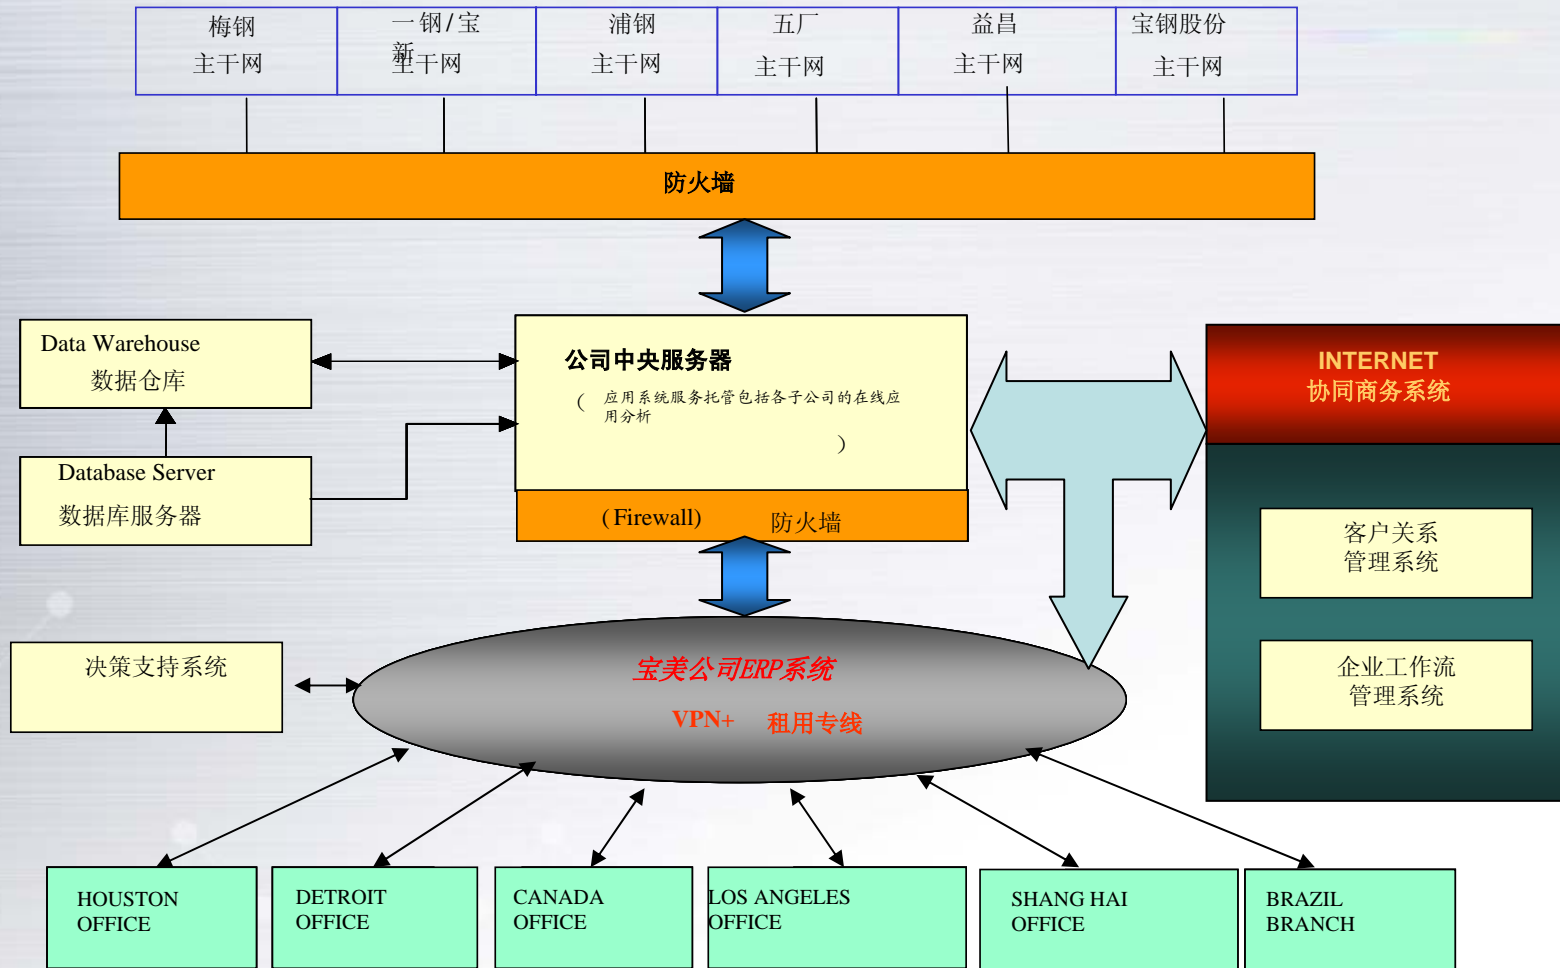 梅钢
主干网
一钢/宝
新
主干网
浦钢
主干网
五厂
主干网
益昌
主干网
宝钢股份
主干网
防火墙
Data Warehouse
数据仓库
公司中央服务器
( 应用系统服务托管包括各子公司的在线应
用分析
)
INTERNET
协同商务系统
Database Server
数据库服务器
(Firewall) 防火墙
客户关系
管理系统
企业工作流
管理系统
决策支持系统
宝美公司ERP系统
VPN+ 租用专线
HOUSTON
OFFICE
DETROIT
OFFICE
CANADA
OFFICE
LOS ANGELES
OFFICE
SHANG HAI
OFFICE
BRAZIL
BRANCH